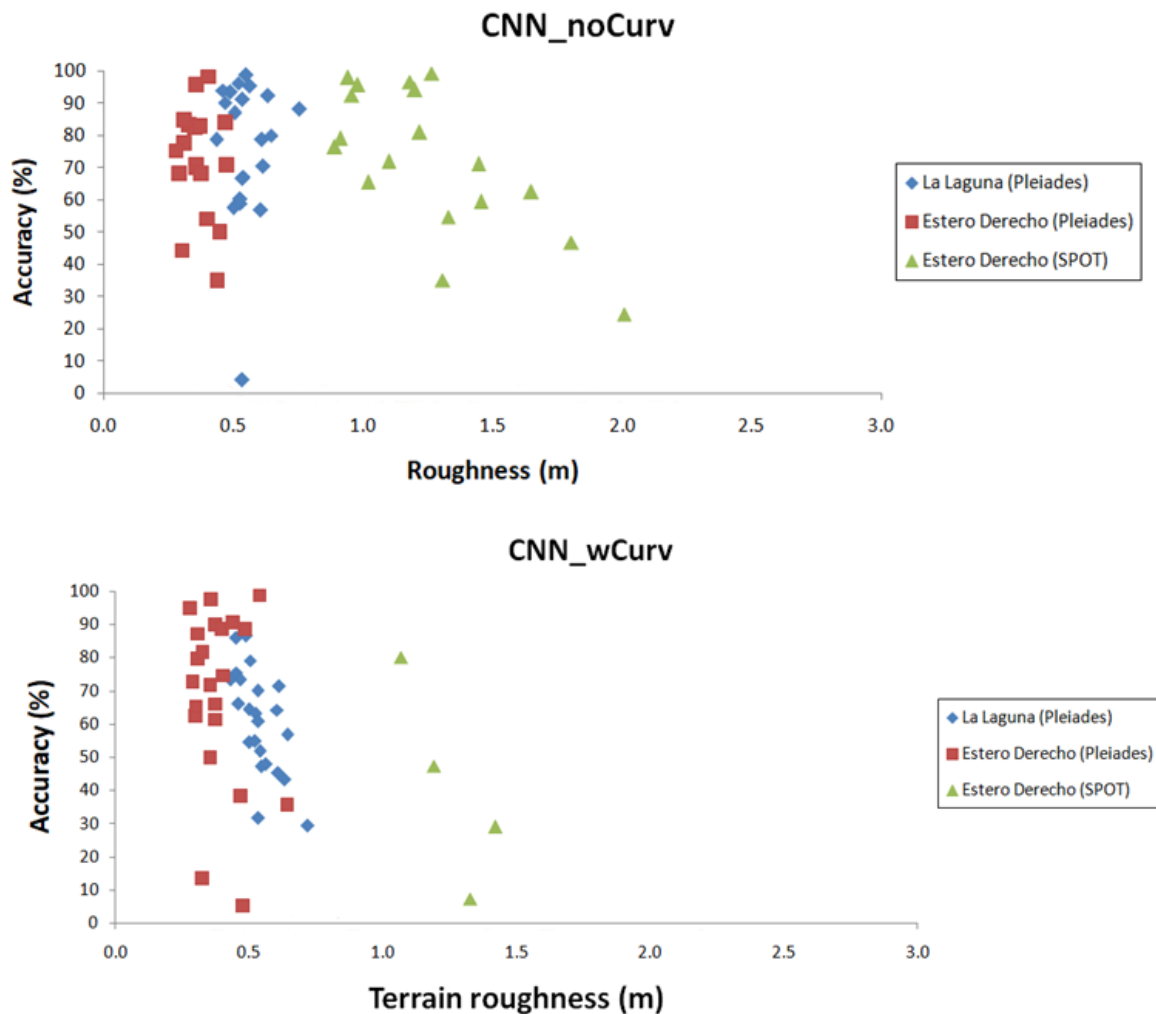 CNN_noCurv
100
90
80
70
60
50
40
30
20
10
0
Accuracy (%)
0.0 0.5 1.0 1.5 2.0 2.5 3.0
Roughness (m)
La Laguna (Pleiades)
Estero Derecho (Pleiades)
Estero Derecho (SPOT)
CNN_wCurv
100
90
80
70
60
50
40
30
20
10
0
Accuracy (%)
0.0 0.5 1.0 1.5 2.0 2.5 3.0
Terrain roughness (m)
La Laguna (Pleiades)
Estero Derecho (Pleiades)
Estero Derecho (SPOT)